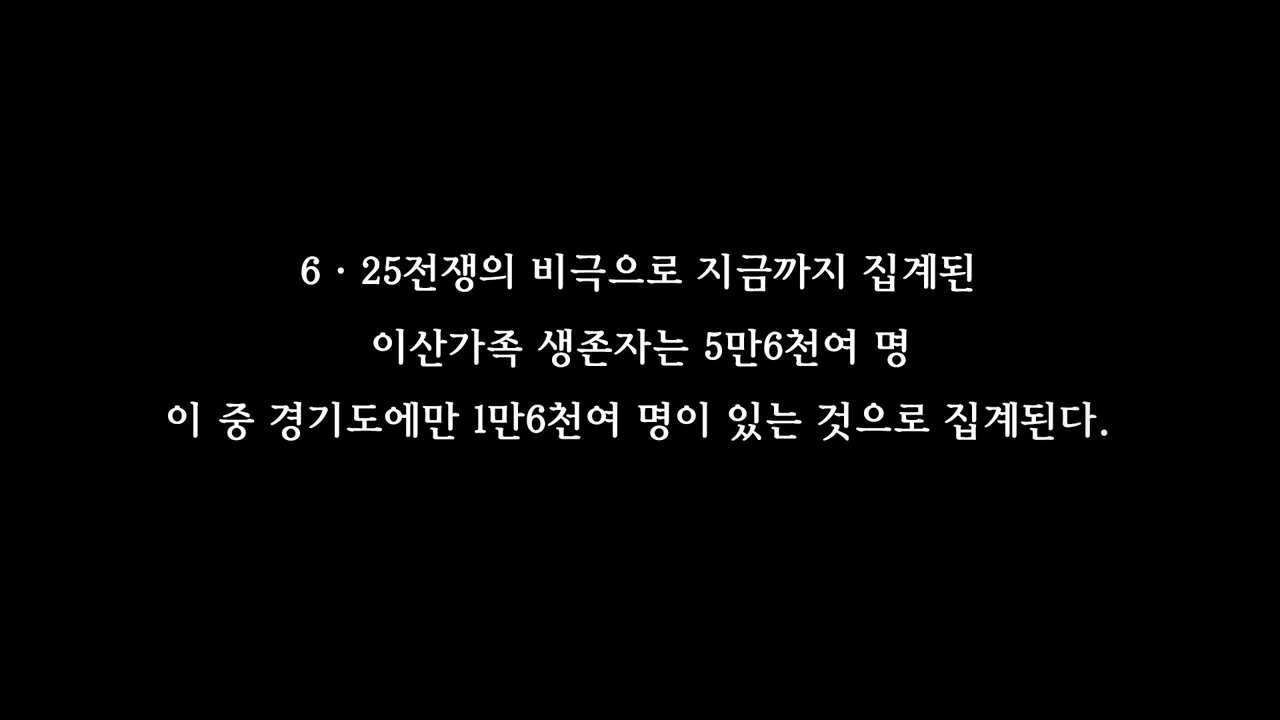 6 · 25전쟁의 비극으로 지금까지 집계된
이산가족 생존자는 5만6천여 명
이 중 경기도에만 1만6천여 명이 있는 것으로 집계된다.